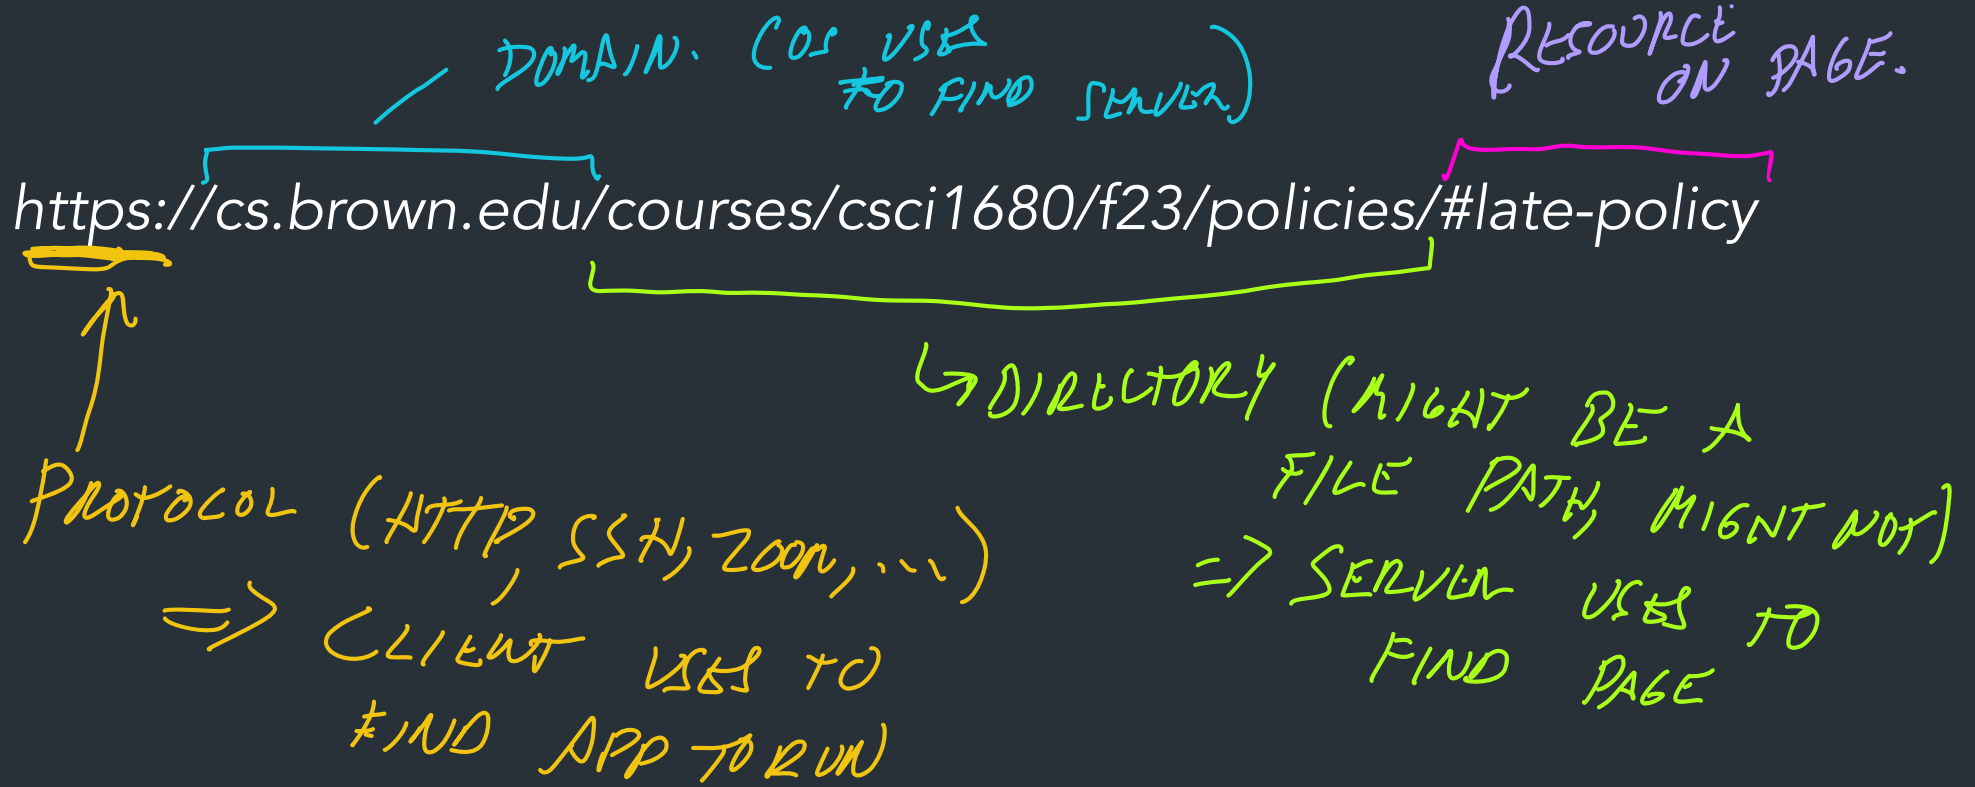 DOMAIN. (OS USES
TO FIND SERVER)
RESOURCE
ON PAGE.
https://cs.brown.edu/courses/csci1680/f23/policies/#late-policy
PROTOCOL (HTTP, SSH, ZOOM, ...)
=> CLIENT USES TO
FIND APP TO RUN
↳DIRECTORY (MIGHT BE A
FILE PATH, MIGHT NOT)
=> SERVER USES TO
FIND PAGE